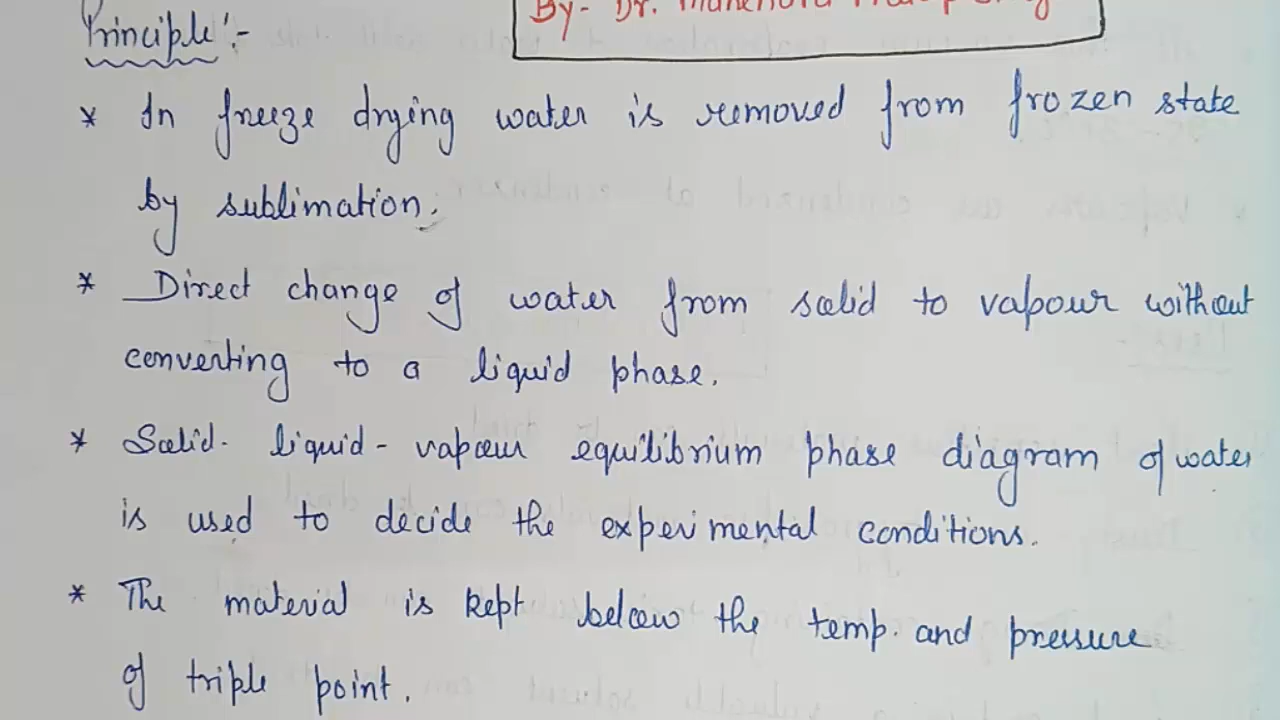 By- Dr.
Principle:-
* In freeze drying water is removed from frozen state
by sublimation.
* Direct change of water from solid to vapour without
converting to a liquid phase.
* Solid- liquid- vapour equilibrium phase diagram of water
is used to decide the experimental conditions.
* The material is kept below the temp. and pressure
of triple point.